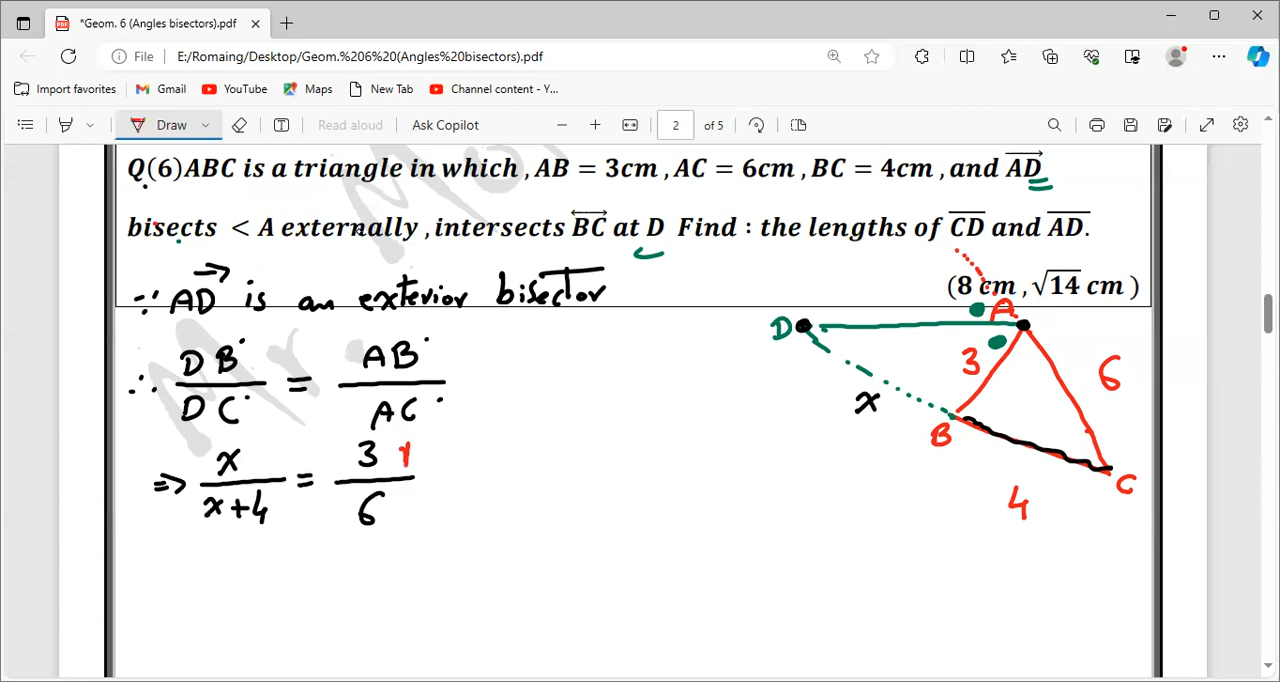 *Geom. 6 (Angles bisectors).pdf
File E:/Romaing/Desktop/Geom.%206%20(Angles%20bisectors).pdf
Import favorites Gmail YouTube Maps New Tab Channel content - Y...
Draw Read aloud Ask Copilot 2 of 5
Q(6)ABC is a triangle in which , AB = 3cm , AC = 6cm , BC = 4cm , and AD
bisects < A externally , intersects BC at D Find : the lengths of CD and AD.
(8 cm , √14 cm )
∵ AD is an exterior bisector
∴ DB/DC = AB/AC
=> x/x+4 = 3 1/6
D A
3 6
x
B
C
4